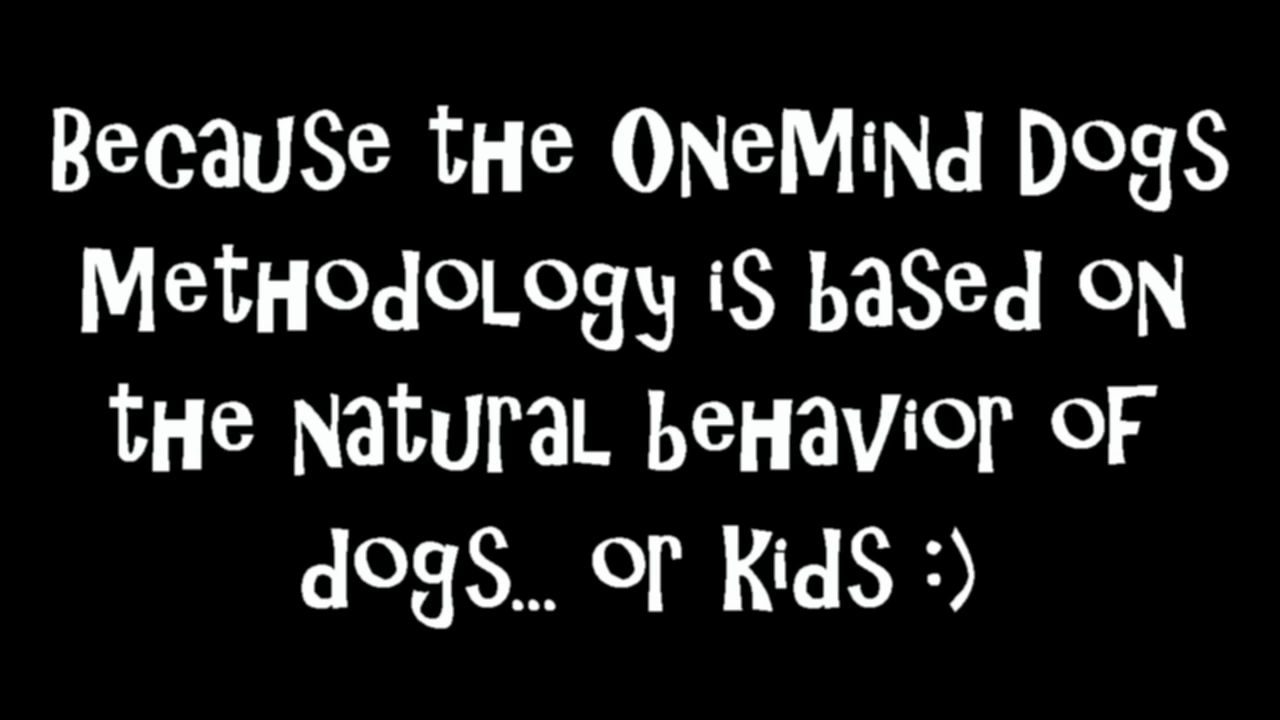 Because the OneMind Dogs
Methodology is based on
the natural behavior of
dogs... or kids :)